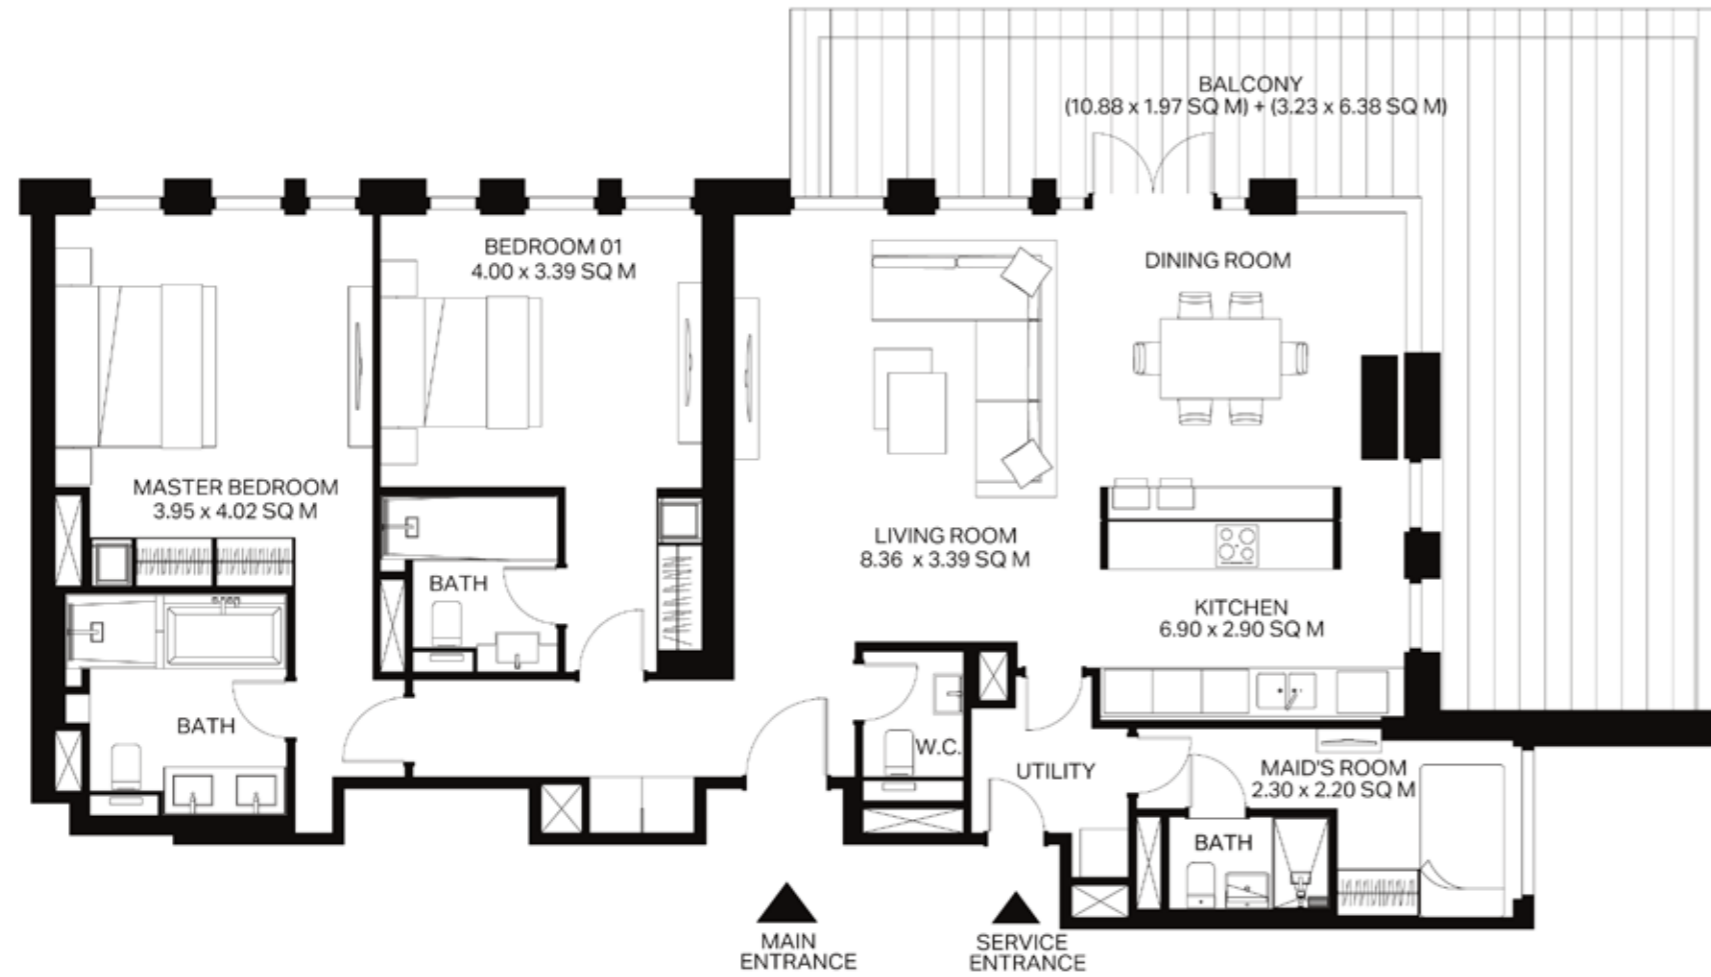 BALCONY
(10.88 x 1.97 SQ M) + (3.23 x 6.38 SQ M)
BEDROOM 01
4.00 x 3.39 SQ M
DINING ROOM
MASTER BEDROOM
3.95 x 4.02 SQ M
LIVING ROOM
8.36 x 3.39 SQ M
BATH
KITCHEN
6.90 x 2.90 SQ M
BATH
W.C.
UTILITY
MAID'S ROOM
2.30 x 2.20 SQ M
BATH
MAIN
ENTRANCE
SERVICE
ENTRANCE